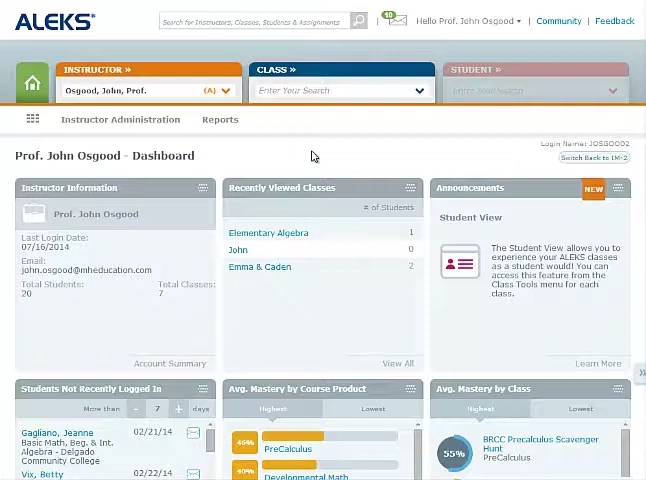 ALEKS®
Search for Instructors, Classes, Students & Assignments
10
Hello Prof. John Osgood
Community
Feedback
INSTRUCTOR »
CLASS »
STUDENT »
Osgood, John, Prof. (A)
Enter Your Search
Enter Your Search
Instructor Administration
Reports
Login Name: JOSGOOD2
Prof. John Osgood - Dashboard
Switch Back to IM-2
Instructor Information
Prof. John Osgood
Last Login Date:
07/16/2014
Email:
john.osgood@mheducation.com
Total Students:
20
Total Classes:
7
Account Summary
Recently Viewed Classes
# of Students
Elementary Algebra 1
John 0
Emma & Caden 2
View All
Announcements
NEW
Student View
The Student View allows you to
experience your ALEKS classes
as a student would! You can
access this feature from the
Class Tools menu for each
class.
Learn More
»
Students Not Recently Logged In
More than - 7 + days
Gagliano, Jeanne 02/21/14
Basic Math, Beg. & Int.
Algebra - Delgado
Community College
Vix, Betty 02/22/14
Avg. Mastery by Course Product
Highest
Lowest
46%
PreCalculus
40%
Developmental Math
Avg. Mastery by Class
Highest
Lowest
55%
BRCC Precalculus Scavenger
Hunt
PreCalculus